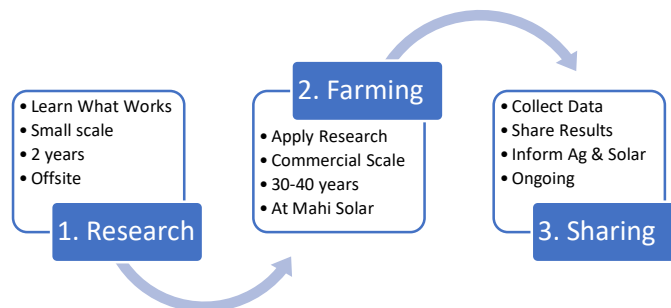 • Learn What Works
• Small scale
• 2 years
• Offsite
1. Research
2. Farming
• Apply Research
• Commercial Scale
• 30-40 years
• At Mahi Solar
• Collect Data
• Share Results
• Inform Ag & Solar
• Ongoing
3. Sharing